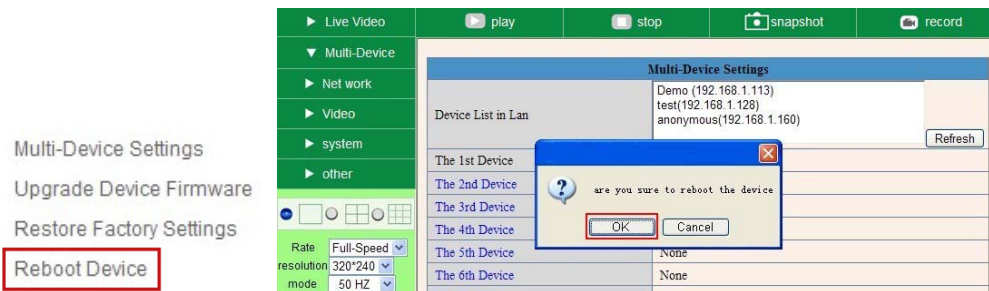 Multi-Device Settings
Upgrade Device Firmware
Restore Factory Settings
Reboot Device
Live Video
play
stop
snapshot
record
Multi-Device
Net work
Video
system
other
Rate Full-Speed
resolution 320*240
mode 50 HZ
Multi-Device Settings
Device List in Lan
Demo (192.168.1.113)
test(192.168.1.128)
anonymous(192.168.1.160)
Refresh
The 1st Device
The 2nd Device
The 3rd Device
The 4th Device
The 5th Device None
The 6th Device None
are you sure to reboot the device
OK Cancel